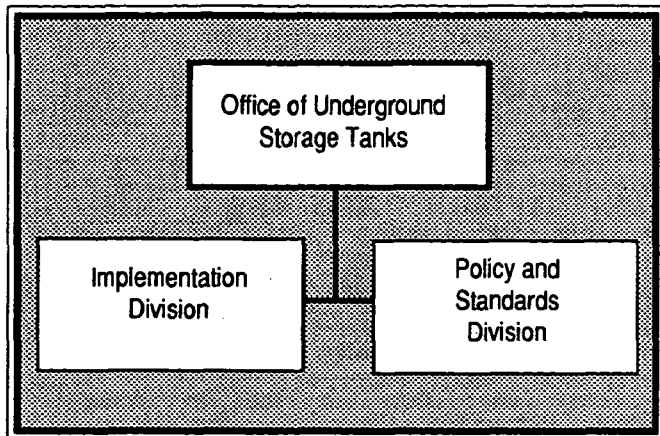 Office of Underground
Storage Tanks
Implementation
Division
Policy and
Standards
Division